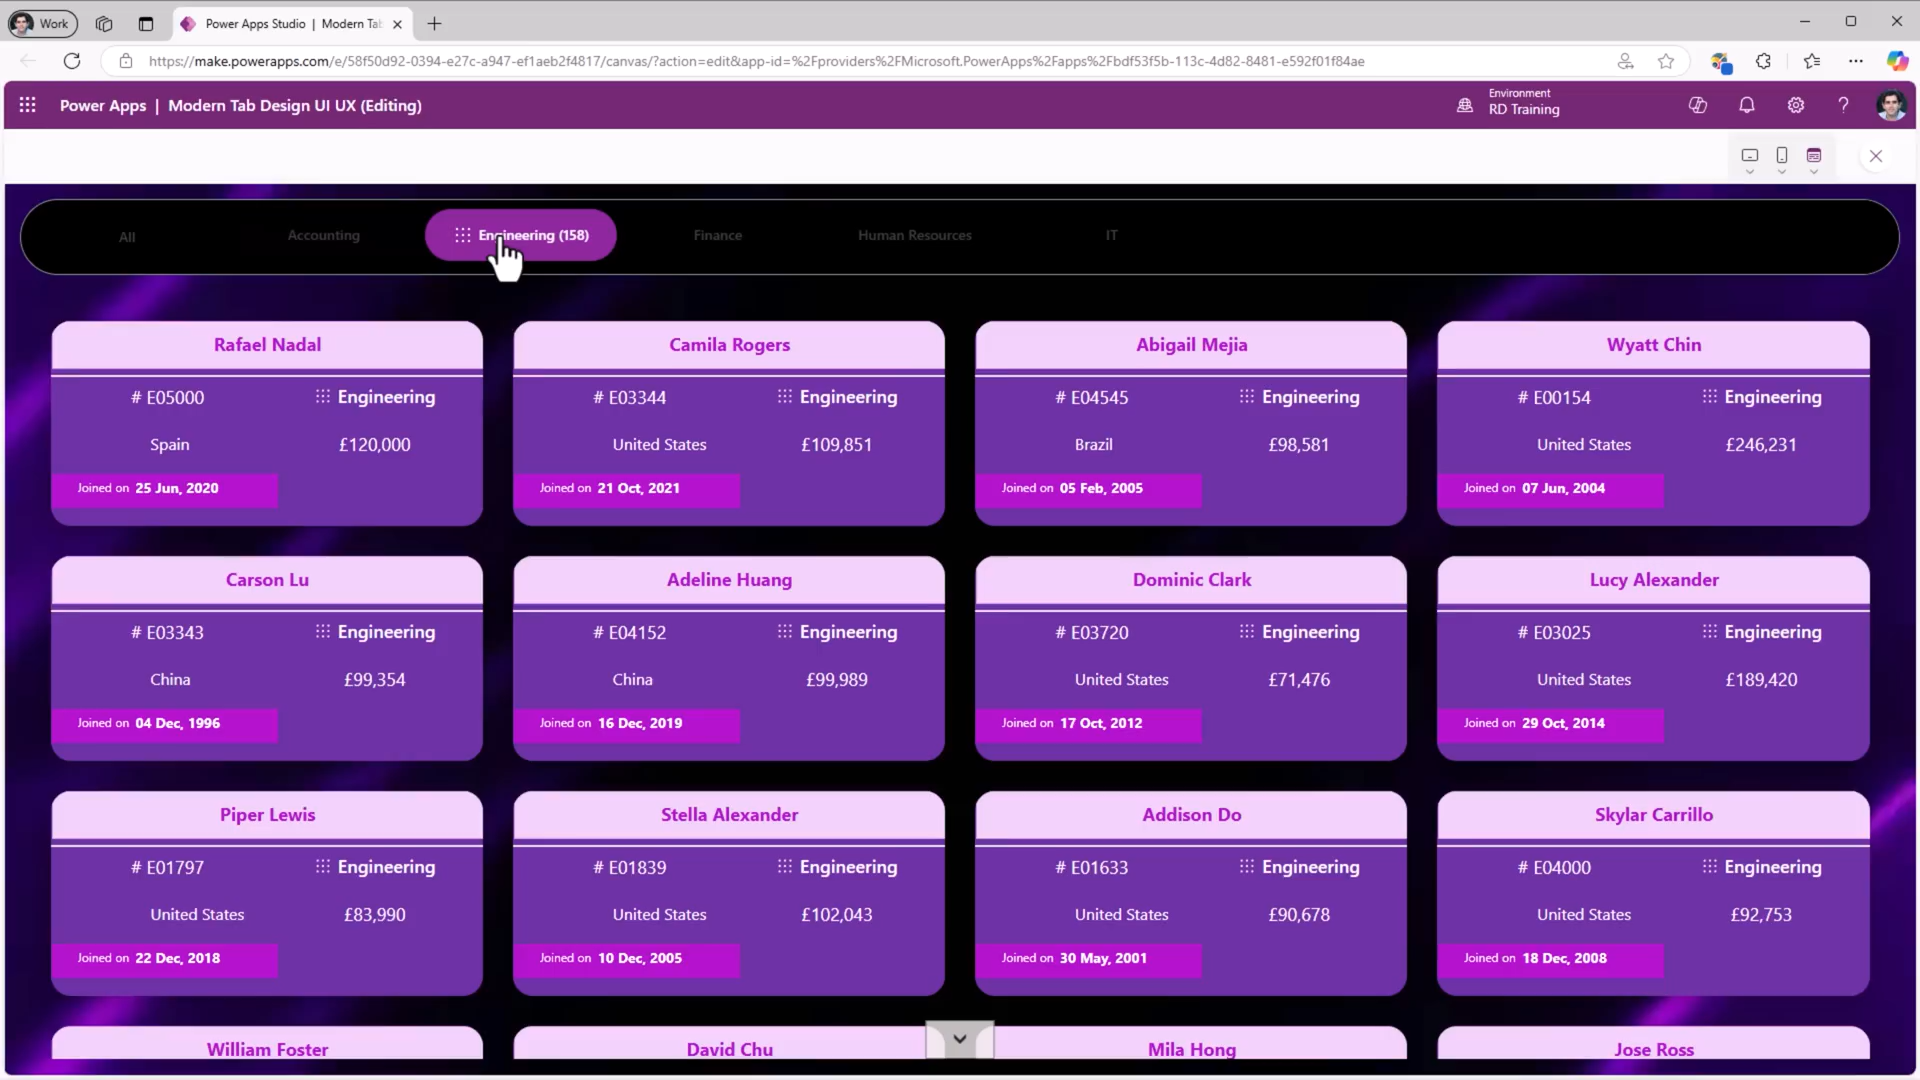 Work
Power Apps Studio | Modern Tab
https://make.powerapps.com/e/58f50d92-0394-e27c-a947-ef1aeb2f4817/canvas/?action=edit&app-id=%2Fproviders%2FMicrosoft.PowerApps%2Fapps%2Fbdf53f5b-113c-4d82-8481-e592f01f84ae
Power Apps | Modern Tab Design UI UX (Editing)
Environment
RD Training
All Accounting Engineering (158) Finance Human Resources IT
Rafael Nadal Camila Rogers Abigail Mejia Wyatt Chin
# E05000 Engineering # E03344 Engineering # E04545 Engineering # E00154 Engineering
Spain £120,000 United States £109,851 Brazil £98,581 United States £246,231
Joined on 25 Jun, 2020 Joined on 21 Oct, 2021 Joined on 05 Feb, 2005 Joined on 07 Jun, 2004
Carson Lu Adeline Huang Dominic Clark Lucy Alexander
# E03343 Engineering # E04152 Engineering # E03720 Engineering # E03025 Engineering
China £99,354 China £99,989 United States £71,476 United States £189,420
Joined on 04 Dec, 1996 Joined on 16 Dec, 2019 Joined on 17 Oct, 2012 Joined on 29 Oct, 2014
Piper Lewis Stella Alexander Addison Do Skylar Carrillo
# E01797 Engineering # E01839 Engineering # E01633 Engineering # E04000 Engineering
United States £83,990 United States £102,043 United States £90,678 United States £92,753
Joined on 22 Dec, 2018 Joined on 10 Dec, 2005 Joined on 30 May, 2001 Joined on 18 Dec, 2008
William Foster David Chu Mila Hong Jose Ross